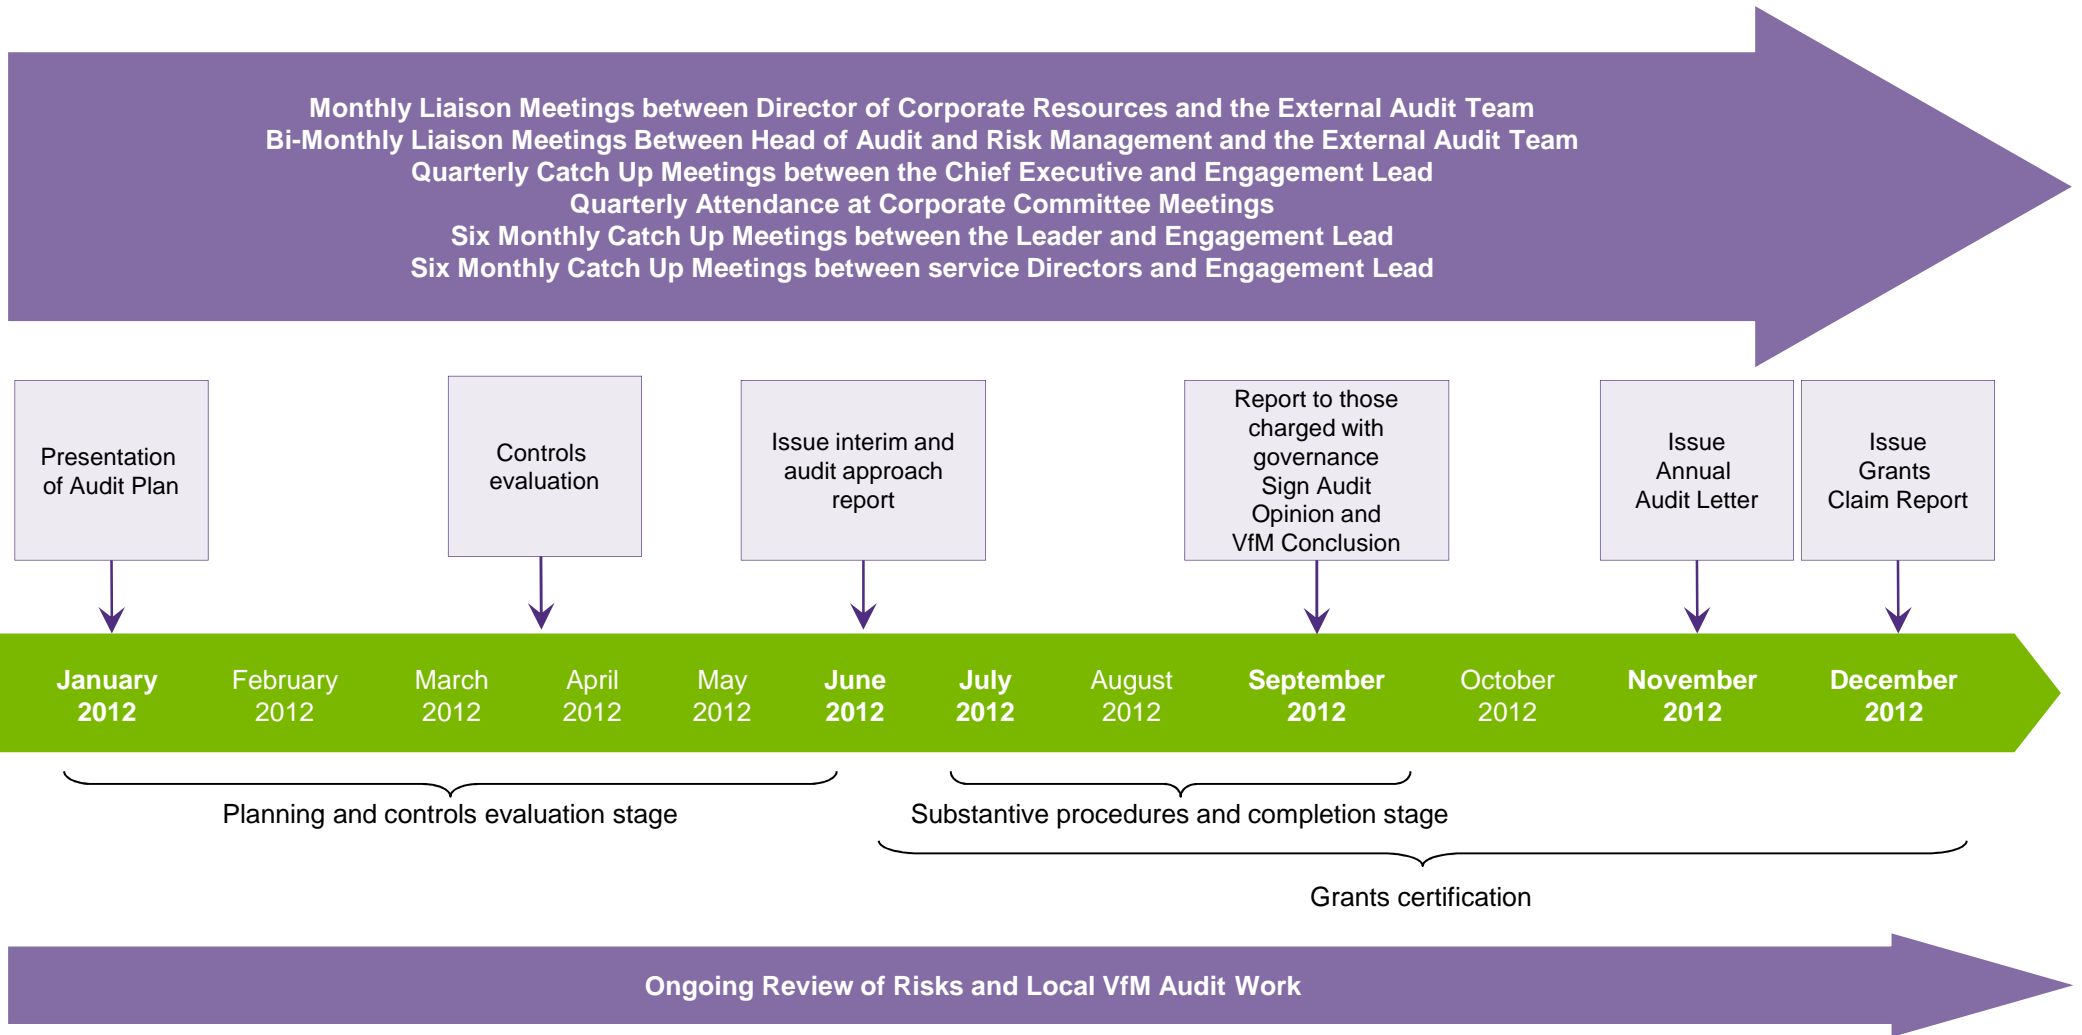 Monthly Liaison Meetings between Director of Corporate Resources and the External Audit Team
Bi-Monthly Liaison Meetings Between Head of Audit and Risk Management and the External Audit Team
Quarterly Catch Up Meetings between the Chief Executive and Engagement Lead
Quarterly Attendance at Corporate Committee Meetings
Six Monthly Catch Up Meetings between the Leader and Engagement Lead
Six Monthly Catch Up Meetings between service Directors and Engagement Lead
Presentation
of Audit Plan
Controls
evaluation
Issue interim and
audit approach
report
Report to those
charged with
governance
Sign Audit
Opinion and
VfM Conclusion
Issue
Annual
Audit Letter
Issue
Grants
Claim Report
January
2012
February
2012
March
2012
April
2012
May
2012
June
2012
July
2012
August
2012
September
2012
October
2012
November
2012
December
2012
Planning and controls evaluation stage
Substantive procedures and completion stage
Grants certification
Ongoing Review of Risks and Local VfM Audit Work